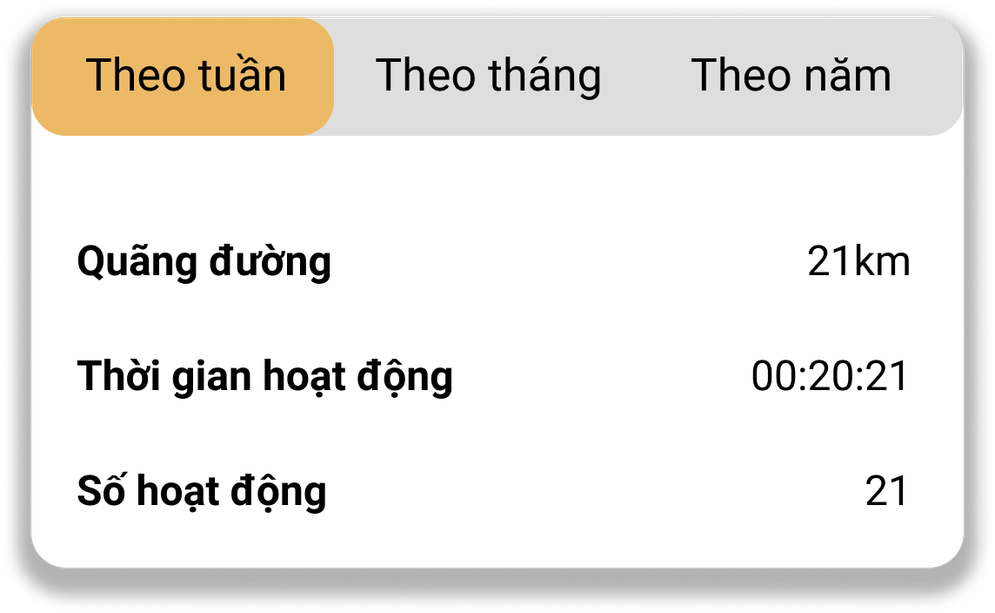 Theo tuần Theo tháng Theo năm
Quãng đường 21km
Thời gian hoạt động 00:20:21
Số hoạt động 21